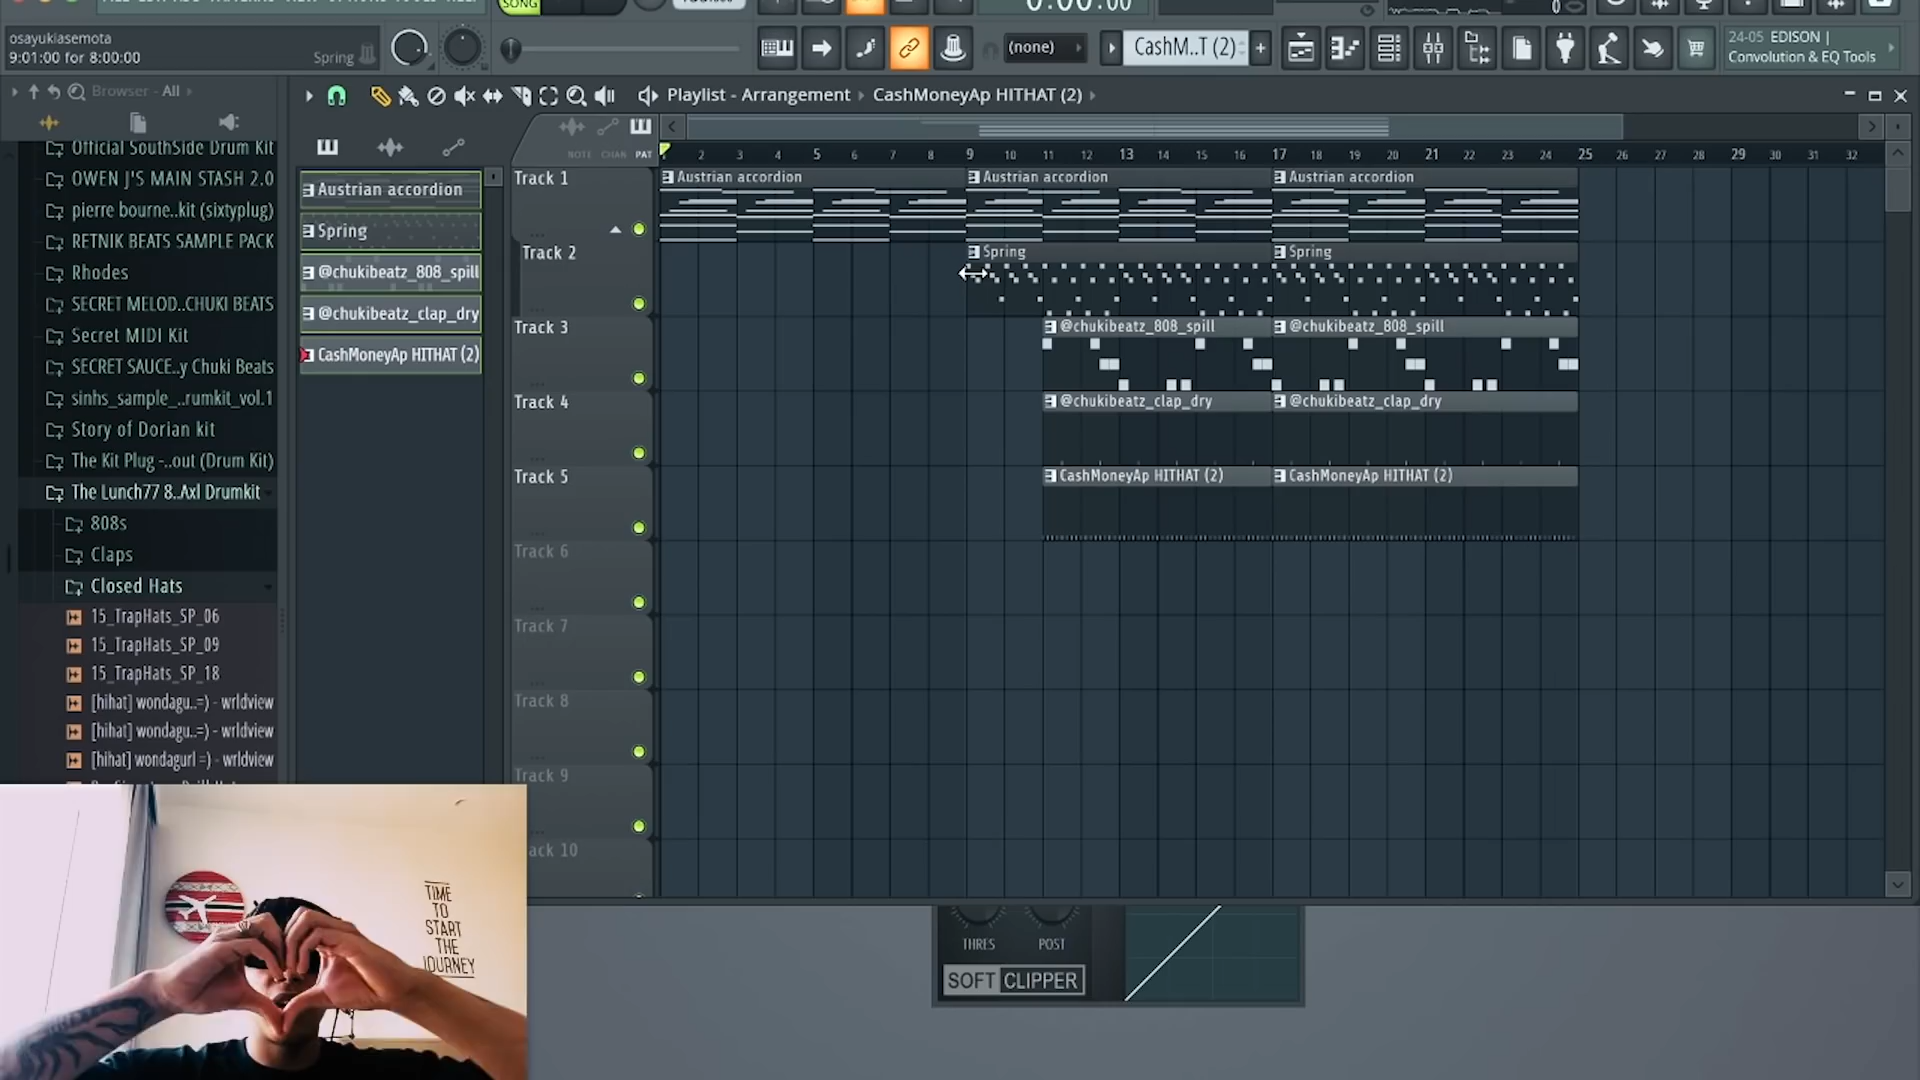 SONG
0:00:00
osayukiasemota
9:01:00 for 8:00:00
Spring
(none)
CashM..T (2)
24-05 EDISON |
Convolution & EQ Tools
Browser - All
Playlist - Arrangement
CashMoneyAp HITHAT (2)
NOTE CHAN PAT
2 3 4 5 6 7 8 9 10 11 12 13 14 15 16 17 18 19 20 21 22 23 24 25 26 27 28 29 30 31 32
Official SouthSide Drum Kit
OWEN J'S MAIN STASH 2.0
pierre bourne..kit (sixtyplug)
RETNIK BEATS SAMPLE PACK
Rhodes
SECRET MELOD..CHUKI BEATS
Secret MIDI Kit
SECRET SAUCE..y Chuki Beats
sinhs_sample_..rumkit_vol.1
Story of Dorian kit
The Kit Plug -..out (Drum Kit)
The Lunch77 8..Axl Drumkit
808s
Claps
Closed Hats
15_TrapHats_SP_06
15_TrapHats_SP_09
15_TrapHats_SP_18
[hihat] wondagu..=) - wrldview
[hihat] wondagu..=) - wrldview
[hihat] wondagurl =) - wrldview
Austrian accordion
Spring
@chukibeatz_808_spill
@chukibeatz_clap_dry
CashMoneyAp HITHAT (2)
Track 1
Austrian accordion
Austrian accordion
Austrian accordion
Track 2
Spring
Spring
Track 3
@chukibeatz_808_spill
@chukibeatz_808_spill
Track 4
@chukibeatz_clap_dry
@chukibeatz_clap_dry
Track 5
CashMoneyAp HITHAT (2)
CashMoneyAp HITHAT (2)
Track 6
Track 7
Track 8
Track 9
ack 10
THRES
POST
SOFT CLIPPER
TIME
TO
START
THE
JOURNEY